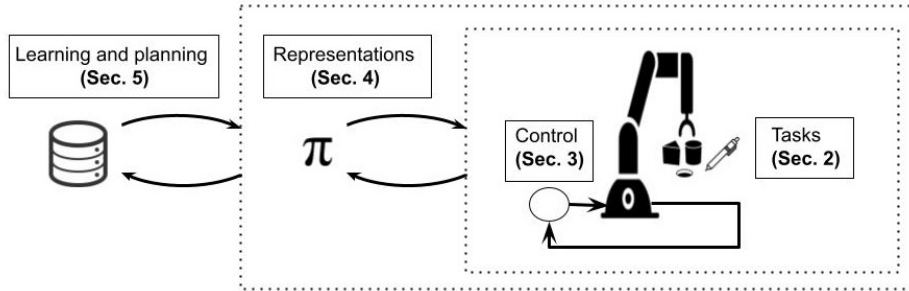 Learning and planning
(Sec. 5)
Representations
(Sec. 4)
π
Control
(Sec. 3)
Tasks
(Sec. 2)